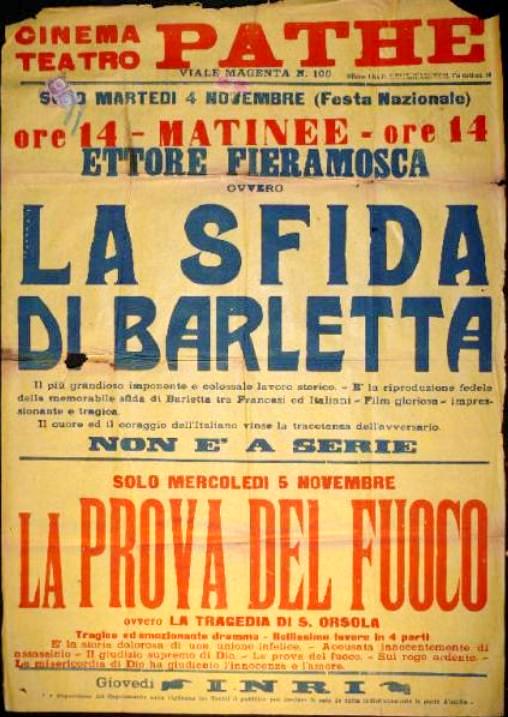 CINEMA TEATRO PATHE
VIALE MAGENTA N. 100
SOLO MARTEDI 4 NOVEMBRE (Festa Nazionale)
ore 14 - MATINEE - ore 14
ETTORE FIERAMOSCA
OVVERO
LA SFIDA
DI BARLETTA
Il più grandioso imponente e colossale lavoro storico. - E' la riproduzione fedele
della memorabile sfida di Barletta tra Francesi ed Italiani - Film gloriosa - impres-
sionante e tragica.
Il cuore ed il coraggio dell'Italiano vinse la tracotanza dell'avversario.
NON E' A SERIE
SOLO MERCOLEDI 5 NOVEMBRE
LA PROVA DEL FUOCO
ovvero LA TRAGEDIA DI S. ORSOLA
Tragico ed emozionante dramma - Bellissimo lavoro in 4 parti
E' la storia dolorosa di una unione infelice. - Accusata innocentemente di
assassinio - Il giudizio supremo di Dio - La prova del fuoco. - Sul rogo ardente. -
La misericordia di Dio ha giudicato l'innocenza e l'amore.
Giovedì INRI